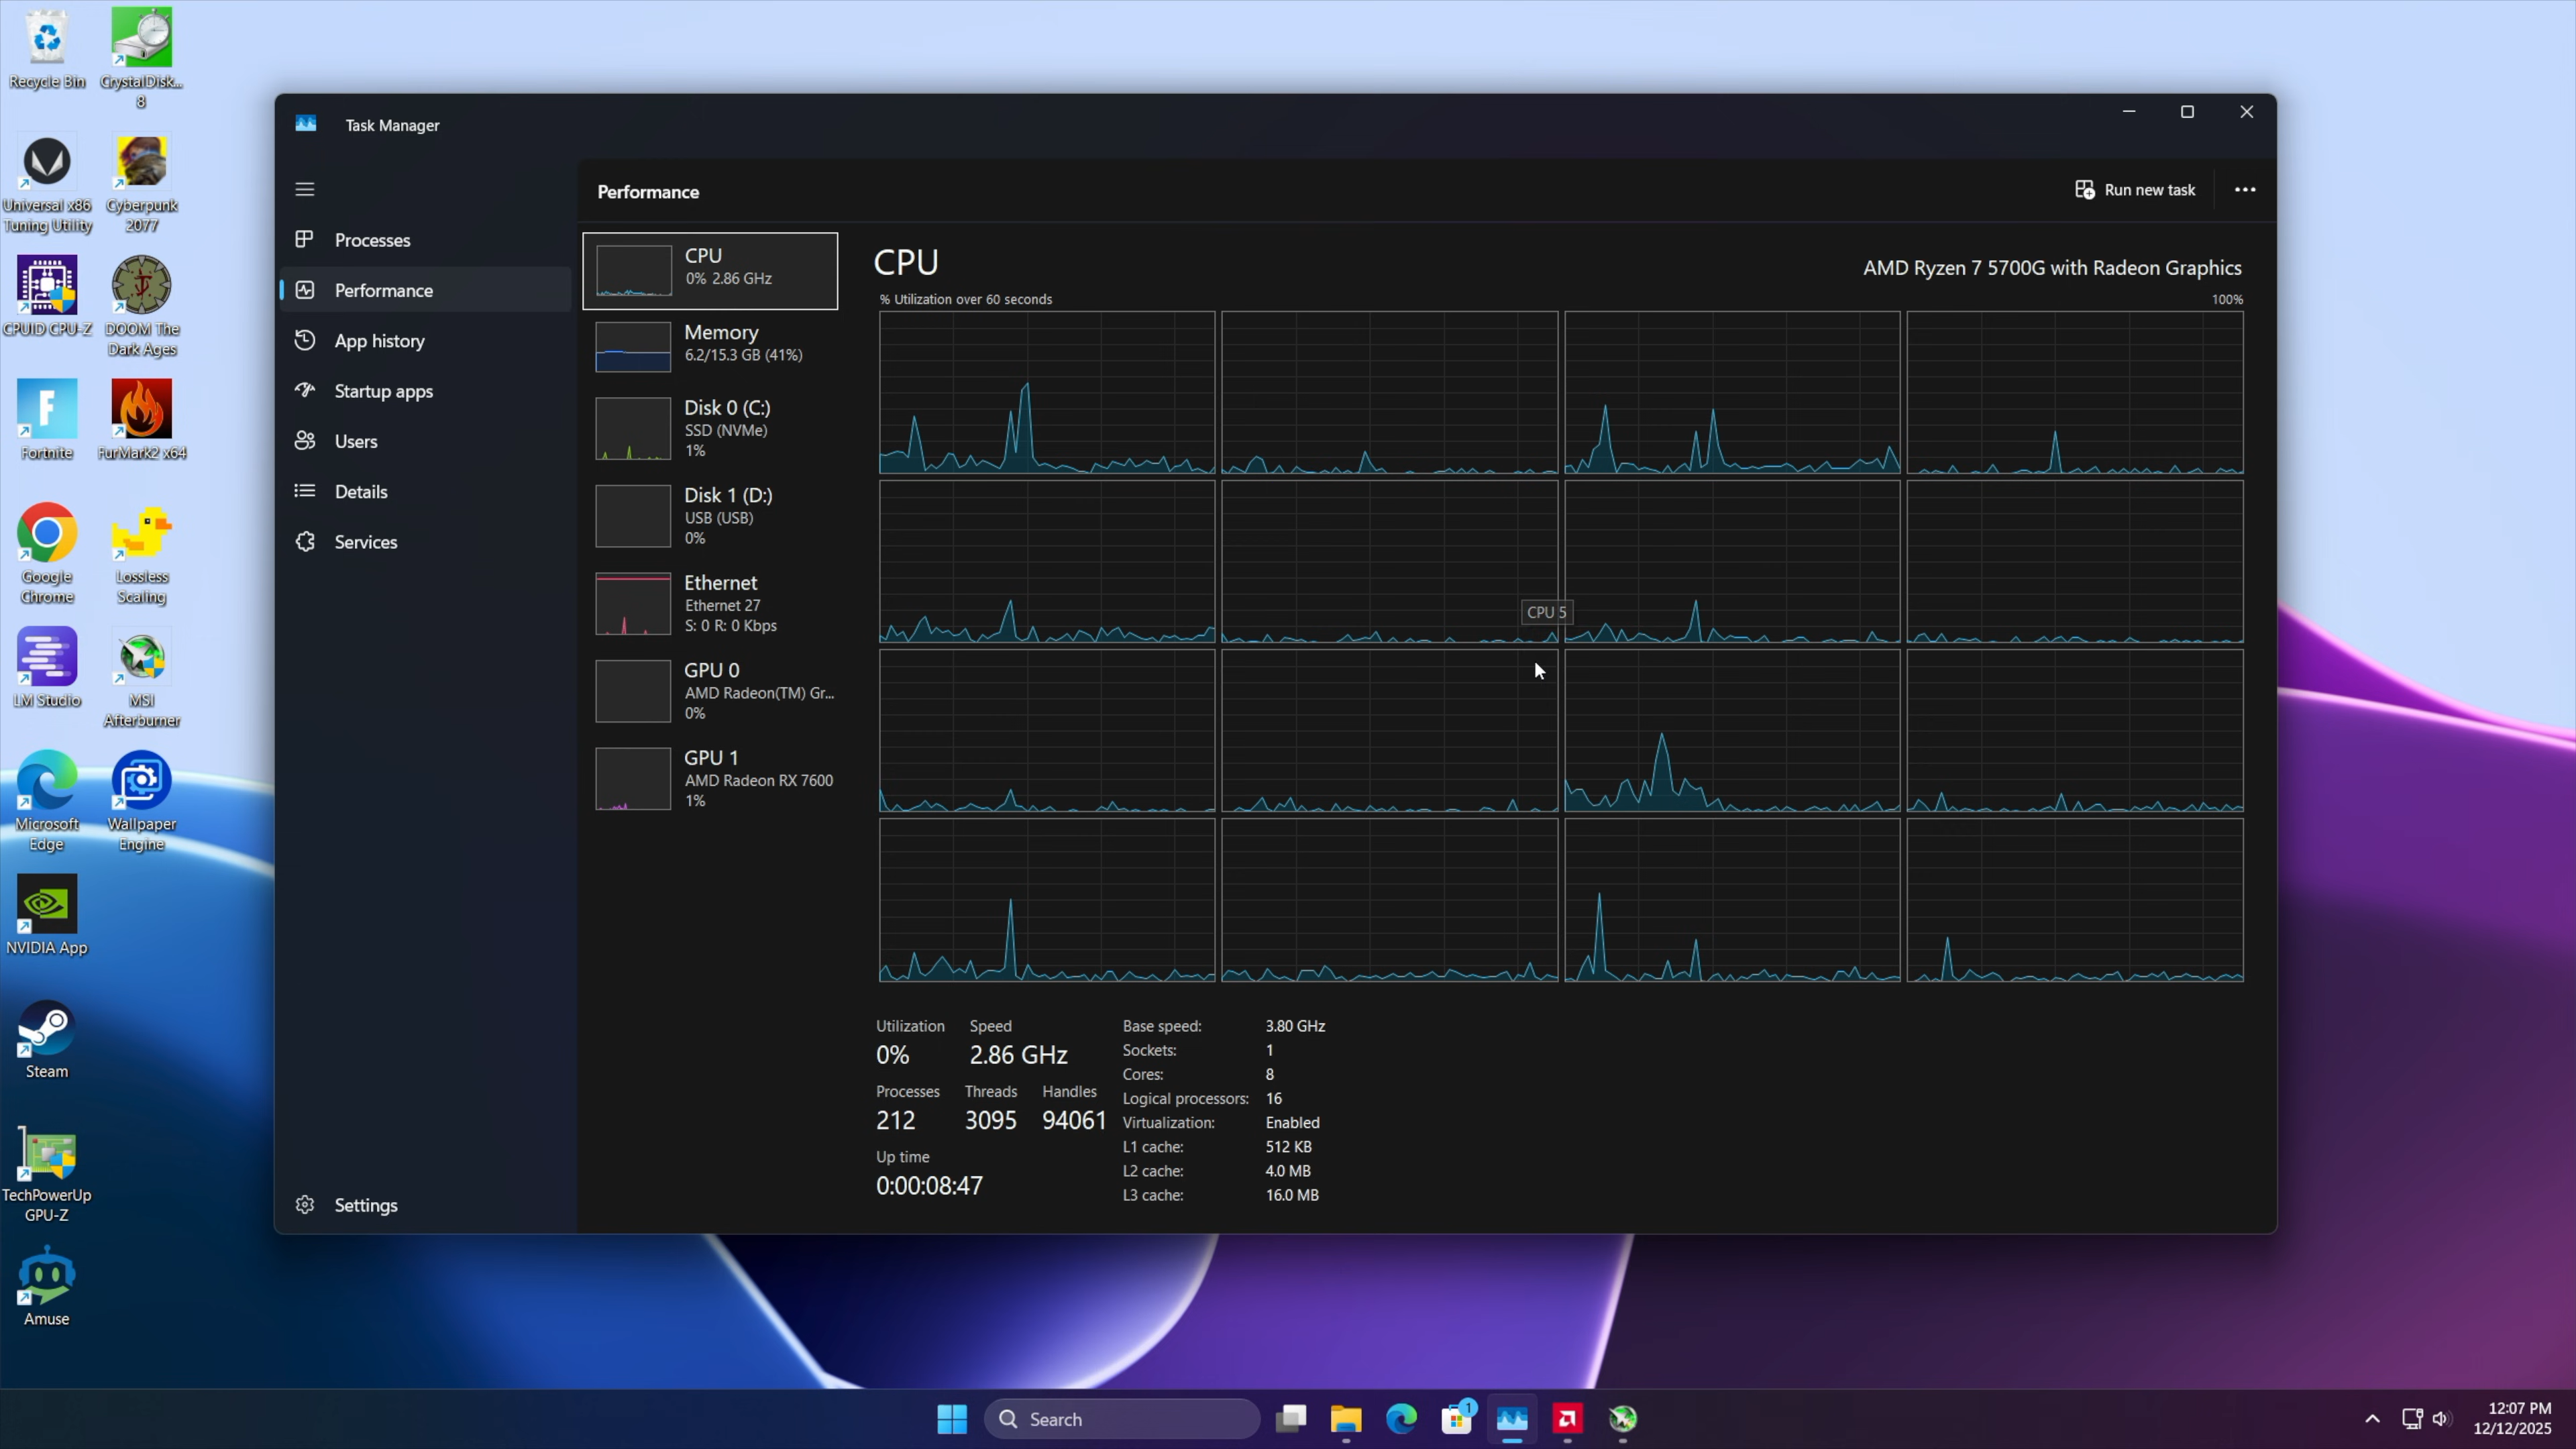 Recycle Bin
CrystalDisk...
8
Universal x86
Tuning Utility
Cyberpunk
2077
CPUID CPU-Z
DOOM The
Dark Ages
Fortnite
FurMark2 x64
Google
Chrome
Lossless
Scaling
LM Studio
MSI
Afterburner
Microsoft
Edge
Wallpaper
Engine
NVIDIA App
Steam
TechPowerUp
GPU-Z
Amuse
Task Manager
Processes
Performance
App history
Startup apps
Users
Details
Services
Settings
Performance
Run new task
CPU
0% 2.86 GHz
Memory
6.2/15.3 GB (41%)
Disk 0 (C:)
SSD (NVMe)
1%
Disk 1 (D:)
USB (USB)
0%
Ethernet
Ethernet 27
S: 0 R: 0 Kbps
GPU 0
AMD Radeon(TM) Gr...
0%
GPU 1
AMD Radeon RX 7600
1%
CPU
AMD Ryzen 7 5700G with Radeon Graphics
% Utilization over 60 seconds
100%
CPU 5
Utilization
0%
Speed
2.86 GHz
Processes
212
Threads
3095
Handles
94061
Up time
0:00:08:47
Base speed: 3.80 GHz
Sockets: 1
Cores: 8
Logical processors: 16
Virtualization: Enabled
L1 cache: 512 KB
L2 cache: 4.0 MB
L3 cache: 16.0 MB
Search
1
12:07 PM
12/12/2025